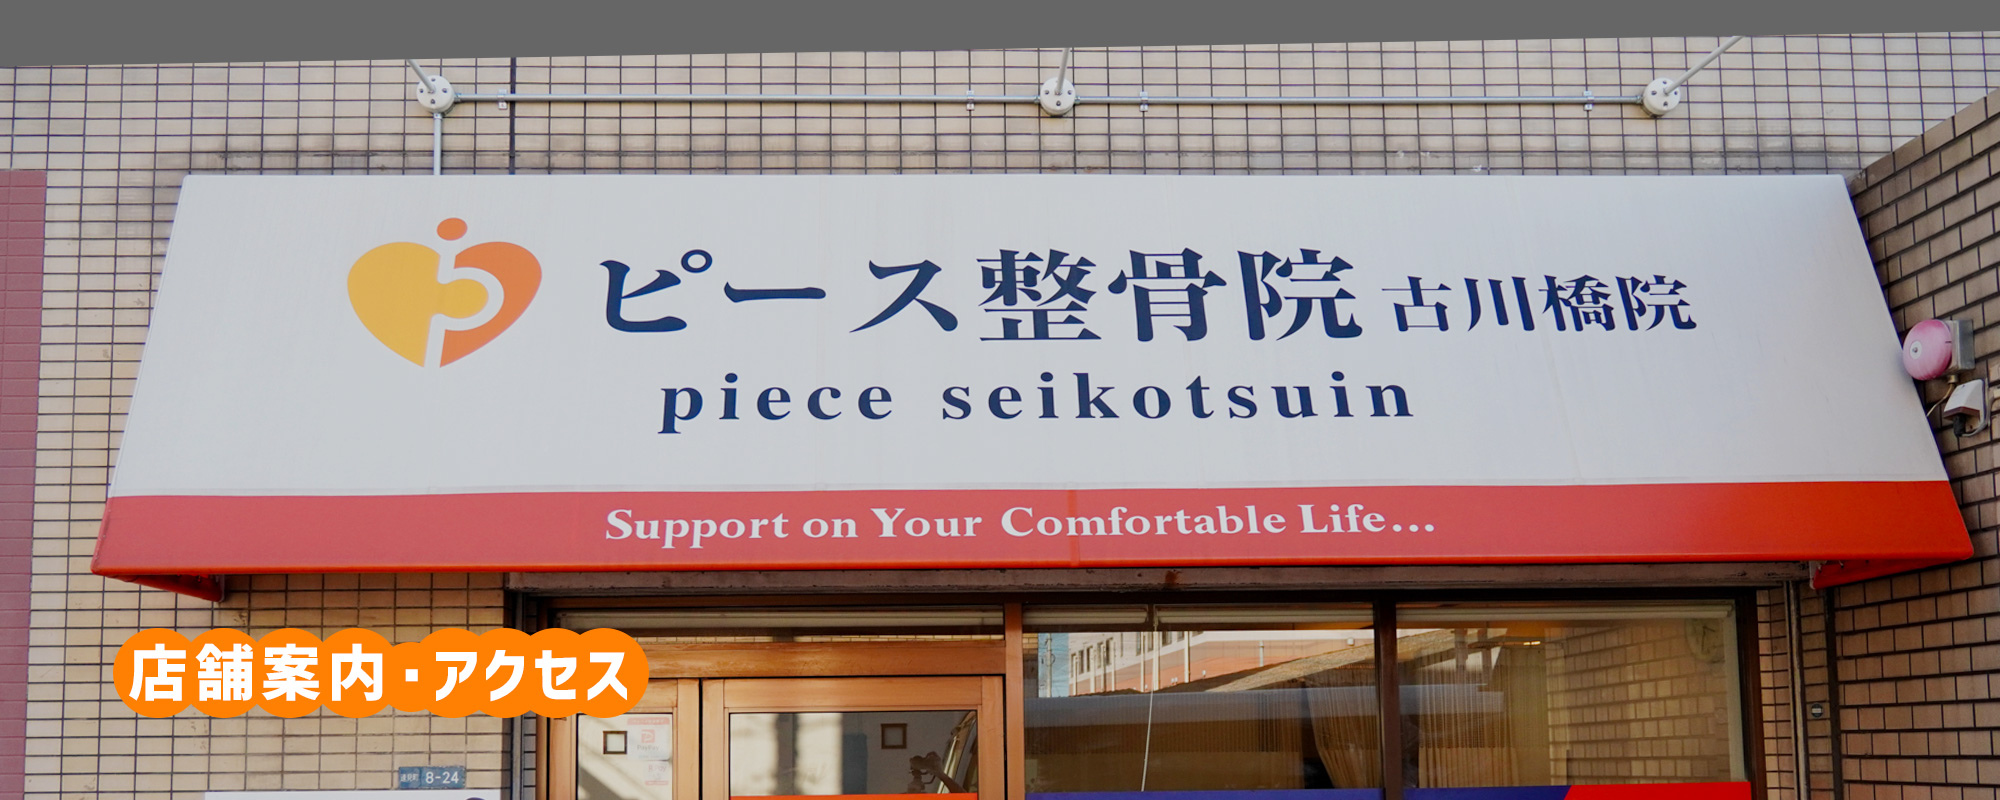 ピース整骨院 古川橋院
piece seikotsuin
Support on Your Comfortable Life...
店舗案内・アクセス
PayPay
8-24